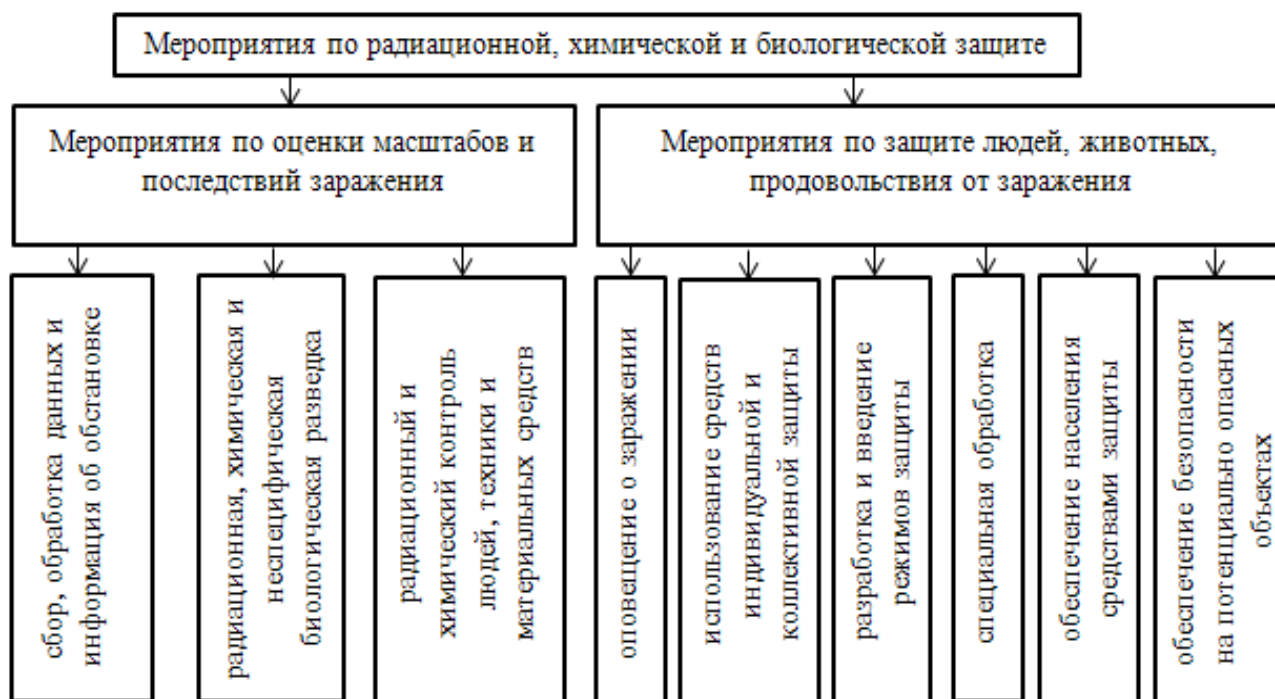 Мероприятия по радиационной, химической и биологической защите
Мероприятия по оценки масштабов и
последствий заражения
Мероприятия по защите людей, животных,
продовольствия от заражения
сбор, обработка данных и
информация об обстановке
радиационная, химическая и
неспецифическая
биологическая разведка
радиационный и
химический контроль
людей, техники и
материальных средств
оповещение о заражении
использование средств
индивидуальной и
коллективной защиты
разработка и введение
режимов защиты
специальная обработка
обеспечение населения
средствами защиты
обеспечение безопасности
на потенциально опасных
объектах